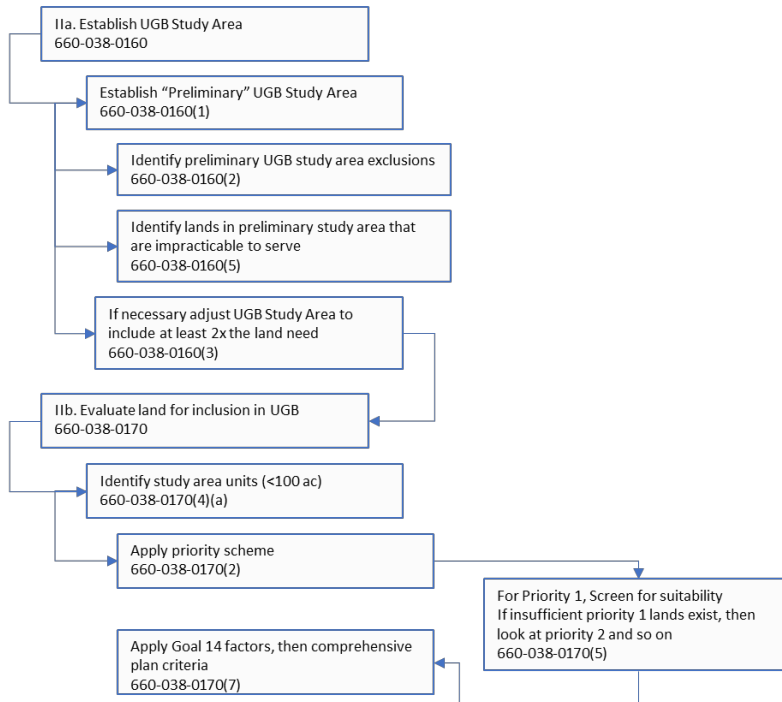 IIa. Establish UGB Study Area
660-038-0160
Establish “Preliminary” UGB Study Area
660-038-0160(1)
Identify preliminary UGB study area exclusions
660-038-0160(2)
Identify lands in preliminary study area that
are impracticable to serve
660-038-0160(5)
If necessary adjust UGB Study Area to
include at least 2x the land need
660-038-0160(3)
IIb. Evaluate land for inclusion in UGB
660-038-0170
Identify study area units (<100 ac)
660-038-0170(4)(a)
Apply priority scheme
660-038-0170(2)
For Priority 1, Screen for suitability
If insufficient priority 1 lands exist, then
look at priority 2 and so on
660-038-0170(5)
Apply Goal 14 factors, then comprehensive
plan criteria
660-038-0170(7)